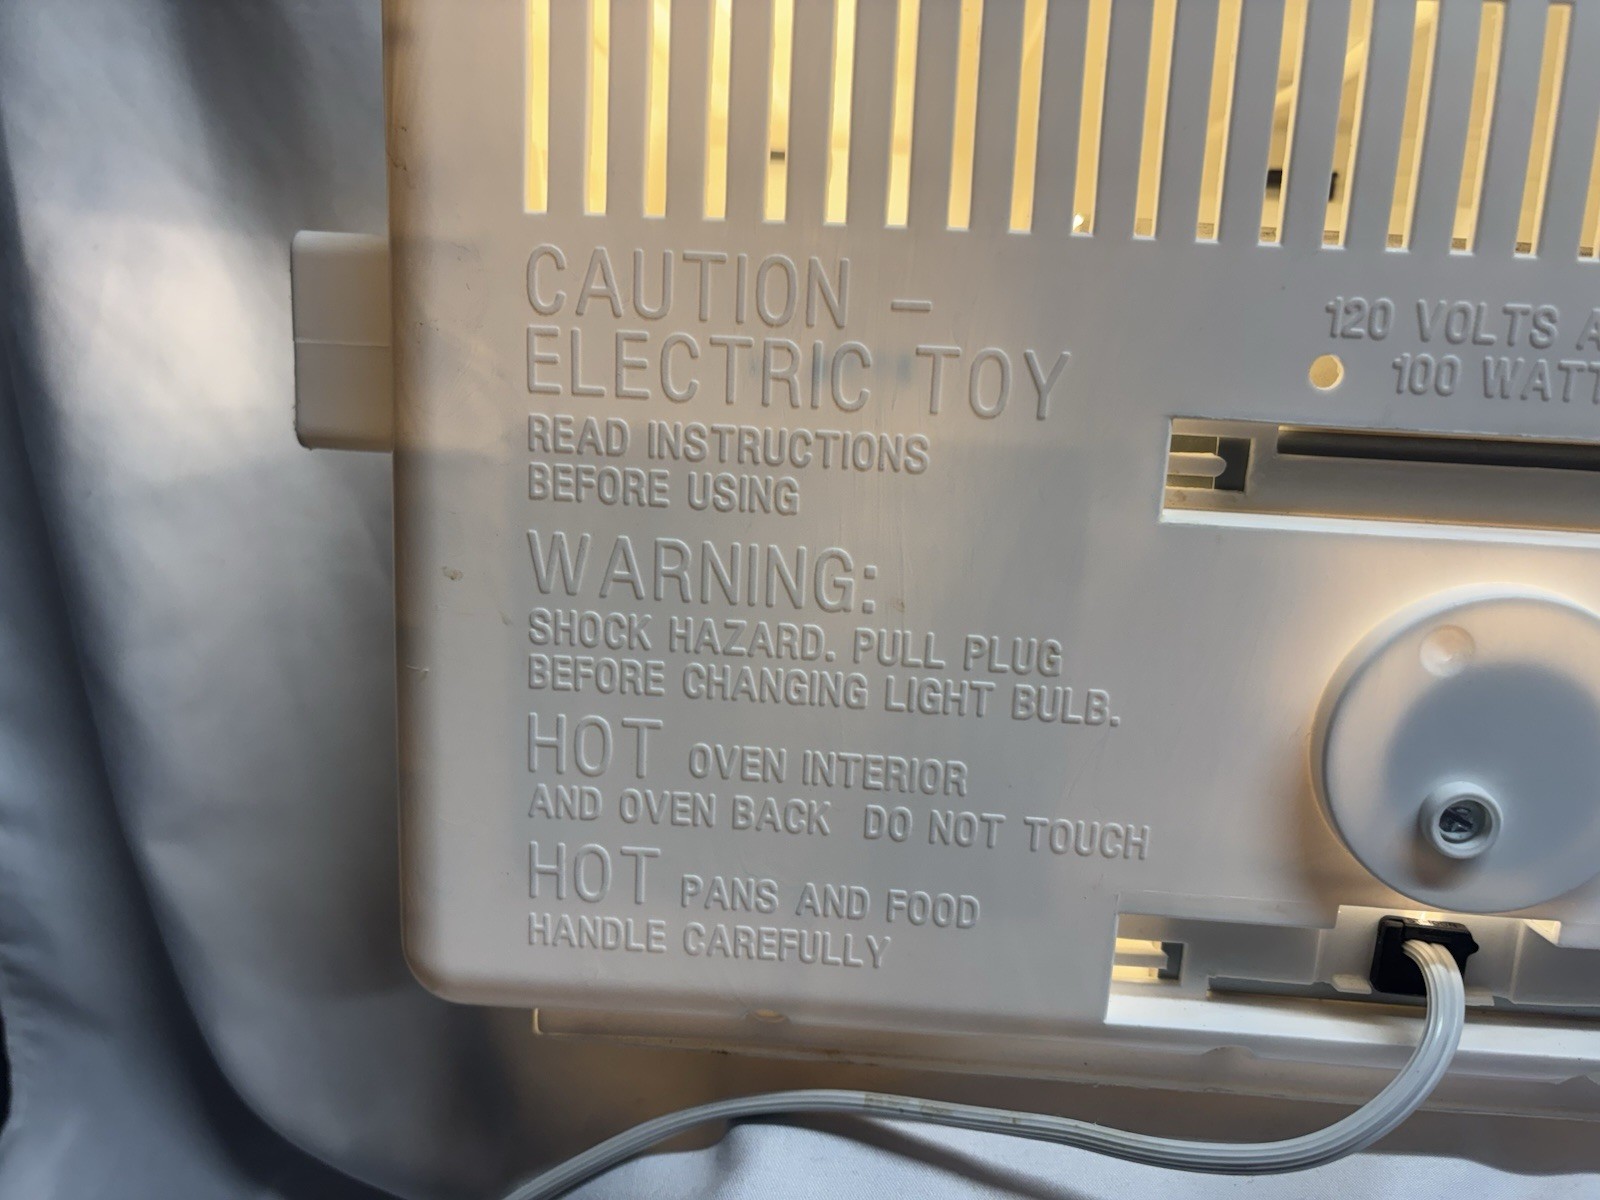 CAUTION –
ELECTRIC TOY
READ INSTRUCTIONS
BEFORE USING
WARNING:
SHOCK HAZARD. PULL PLUG
BEFORE CHANGING LIGHT BULB.
HOT OVEN INTERIOR
AND OVEN BACK DO NOT TOUCH
HOT PANS AND FOOD
HANDLE CAREFULLY
120 VOLTS
100